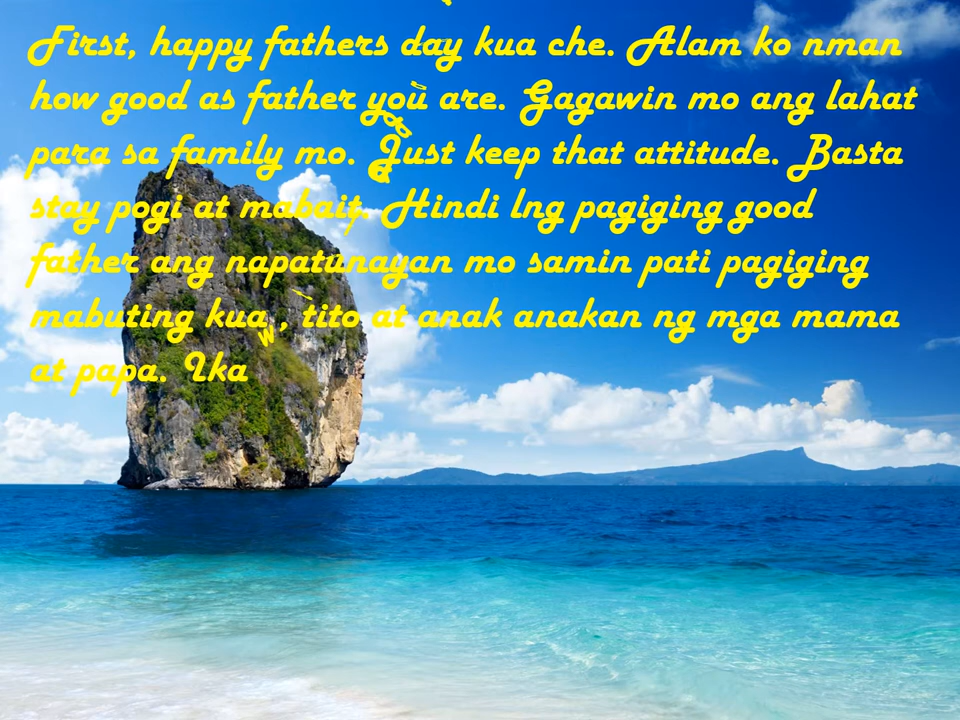 First, happy fathers day kua che. Alam ko nman
how good as father you are. Gagawin mo ang lahat
para sa family mo. Just keep that attitude. Basta
stay pogi at mabait. Hindi lng pagiging good
father ang napatunayan mo samin pati pagiging
mabuting kua , tito at anak anakan ng mga mama
at papa. Ika